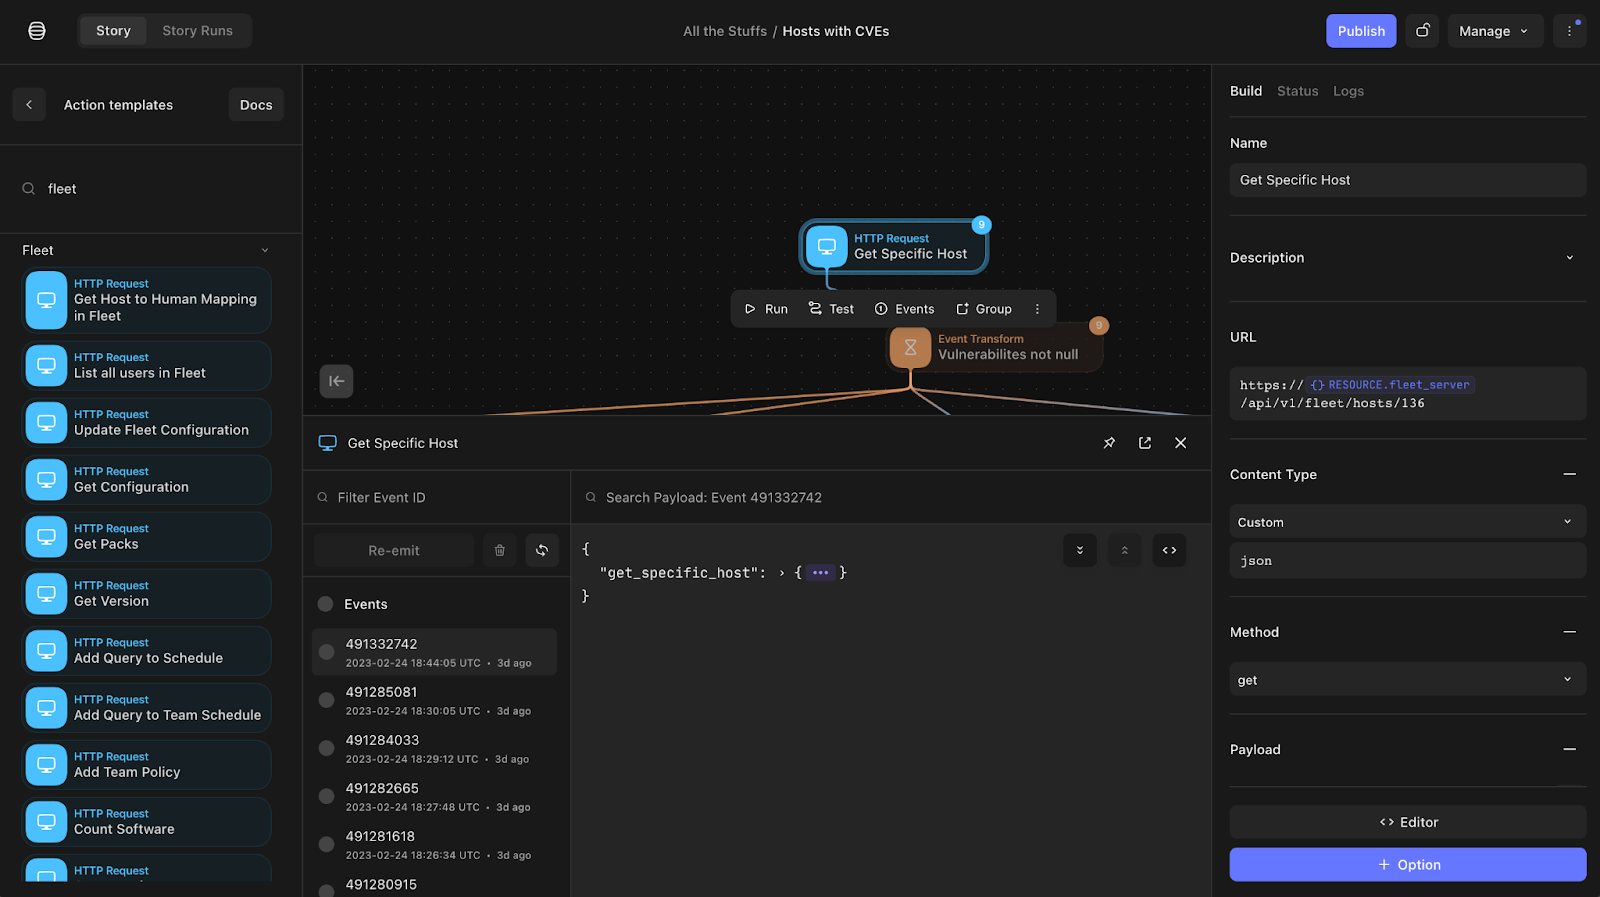 Story
Story Runs
All the Stuffs / Hosts with CVEs
Publish
Manage
Action templates
Docs
fleet
Fleet
HTTP Request
Get Host to Human Mapping
in Fleet
HTTP Request
List all users in Fleet
HTTP Request
Update Fleet Configuration
HTTP Request
Get Configuration
HTTP Request
Get Packs
HTTP Request
Get Version
HTTP Request
Add Query to Schedule
HTTP Request
Add Query to Team Schedule
HTTP Request
Add Team Policy
HTTP Request
Count Software
HTTP Request
9
HTTP Request
Get Specific Host
Run
Test
Events
Group
9
Event Transform
Vulnerabilites not null
Get Specific Host
Filter Event ID
Search Payload: Event 491332742
Re-emit
Events
491332742
2023-02-24 18:44:05 UTC • 3d ago
491285081
2023-02-24 18:30:05 UTC • 3d ago
491284033
2023-02-24 18:29:12 UTC • 3d ago
491282665
2023-02-24 18:27:48 UTC • 3d ago
491281618
2023-02-24 18:26:34 UTC • 3d ago
491280915
{
"get_specific_host": › { ••• }
}
Build
Status
Logs
Name
Get Specific Host
Description
URL
https:// {} RESOURCE.fleet_server
/api/v1/fleet/hosts/136
Content Type
Custom
json
Method
get
Payload
<> Editor
+ Option